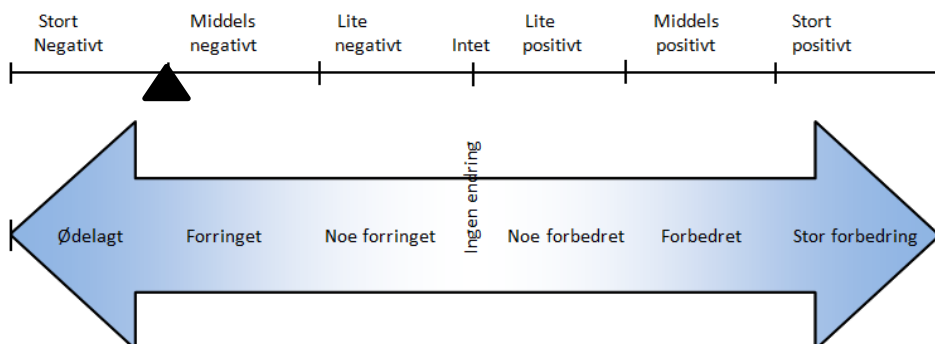 Stort
Negativt
Middels
negativt
Lite
negativt
Intet
Lite
positivt
Middels
positivt
Stort
positivt
Ingen endring
Ødelagt
Forringet
Noe forringet
Noe forbedret
Forbedret
Stor forbedring